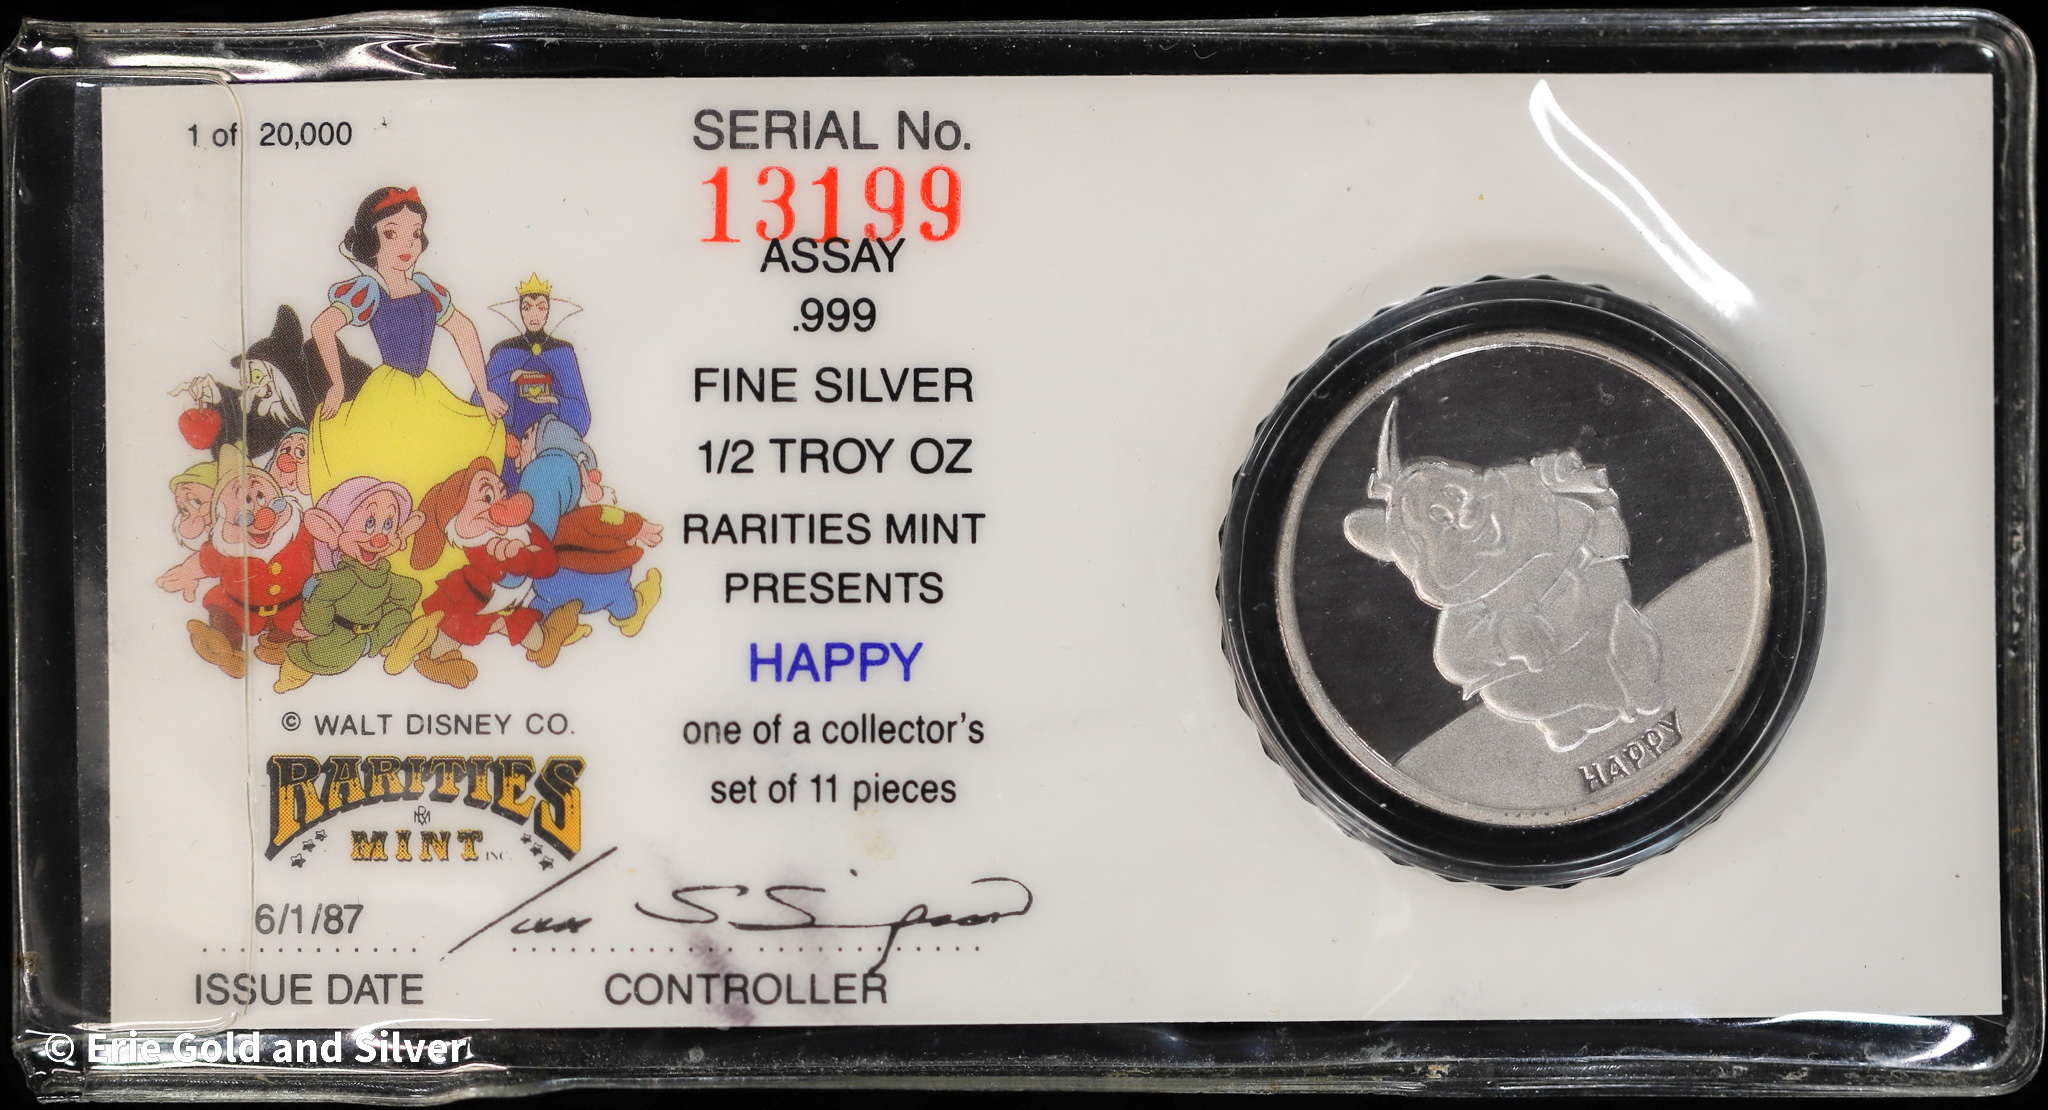 1 of 20,000
SERIAL No.
13199
ASSAY
.999
FINE SILVER
1/2 TROY OZ
RARITIES MINT
PRESENTS
HAPPY
one of a collector's
set of 11 pieces
© WALT DISNEY CO.
RARITIES
RM
MINT INC.
6/1/87
ISSUE DATE
CONTROLLER
HAPPY
© Erie Gold and Silver